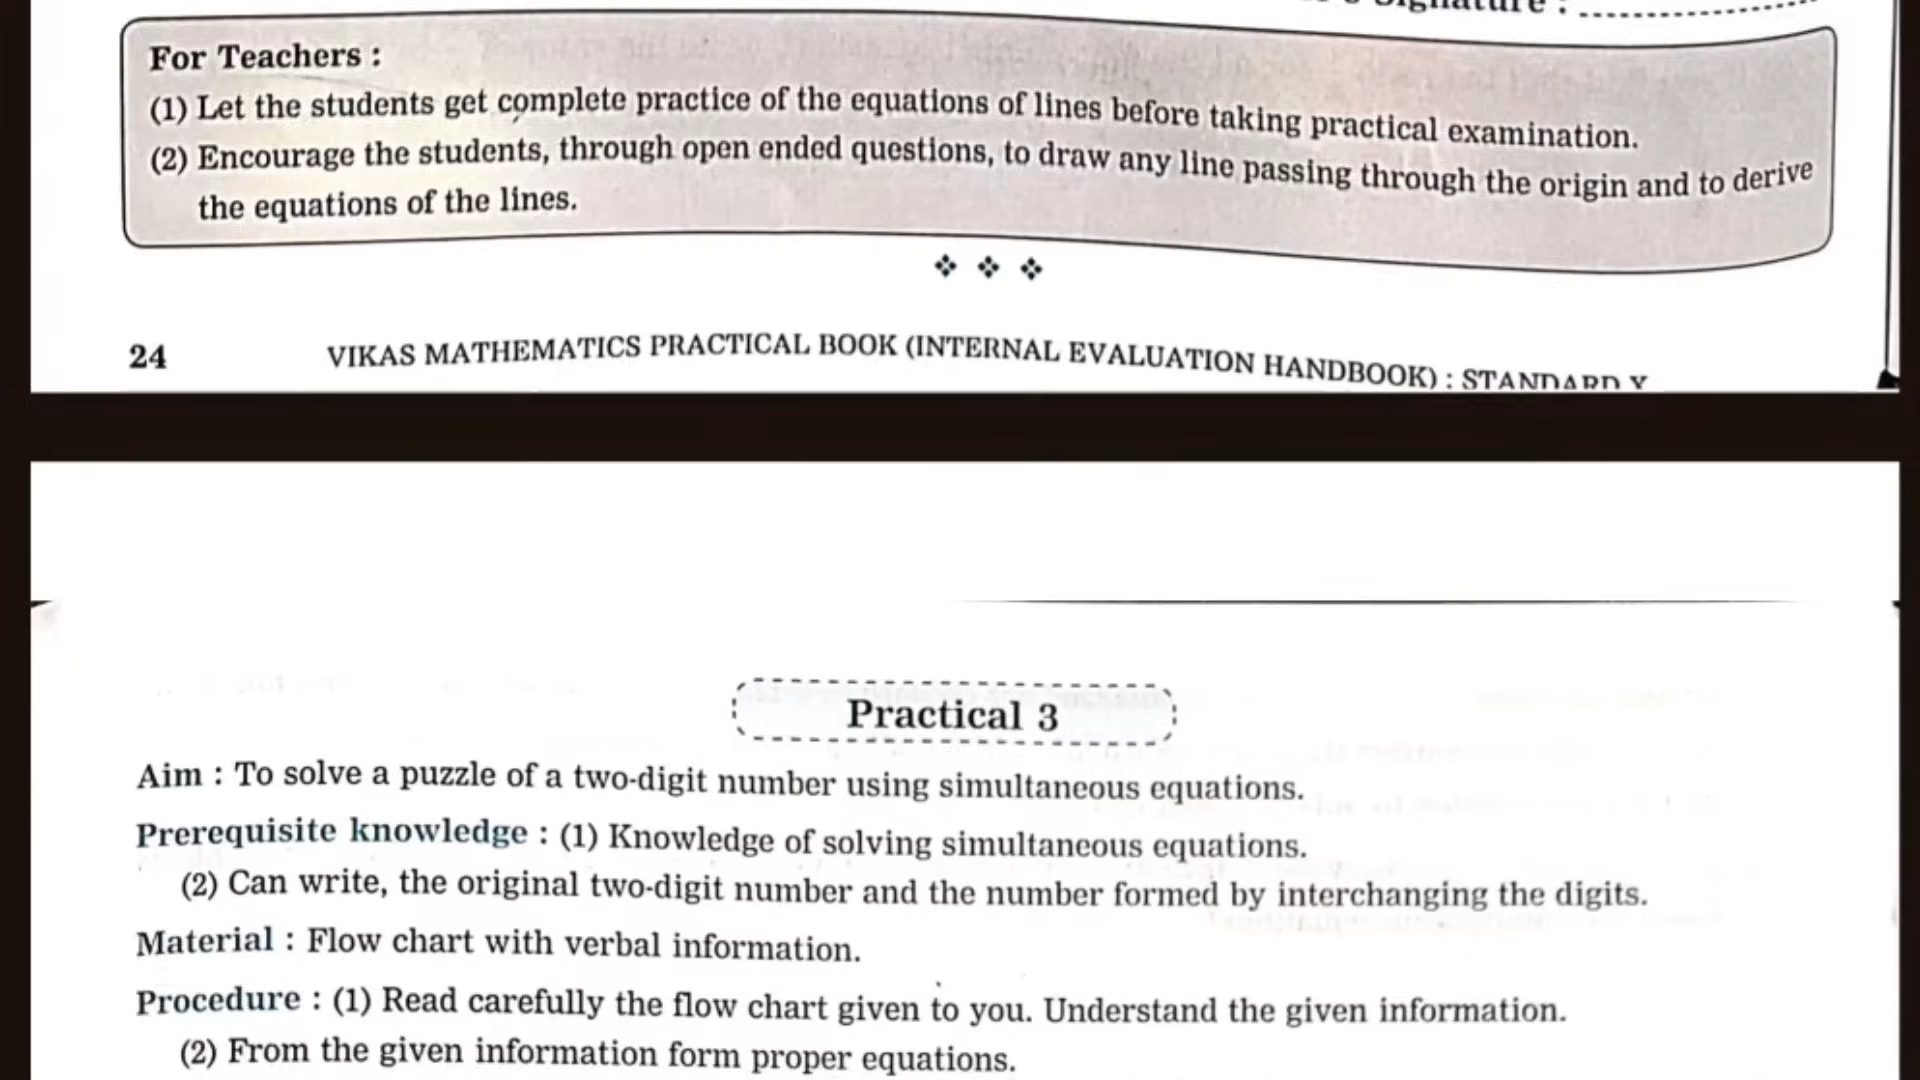 Signature :
For Teachers :
(1) Let the students get complete practice of the equations of lines before taking practical examination.
(2) Encourage the students, through open ended questions, to draw any line passing through the origin and to derive
the equations of the lines.
24 VIKAS MATHEMATICS PRACTICAL BOOK (INTERNAL EVALUATION HANDBOOK) : STANDARD X
Practical 3
Aim : To solve a puzzle of a two-digit number using simultaneous equations.
Prerequisite knowledge : (1) Knowledge of solving simultaneous equations.
(2) Can write, the original two-digit number and the number formed by interchanging the digits.
Material : Flow chart with verbal information.
Procedure : (1) Read carefully the flow chart given to you. Understand the given information.
(2) From the given information form proper equations.